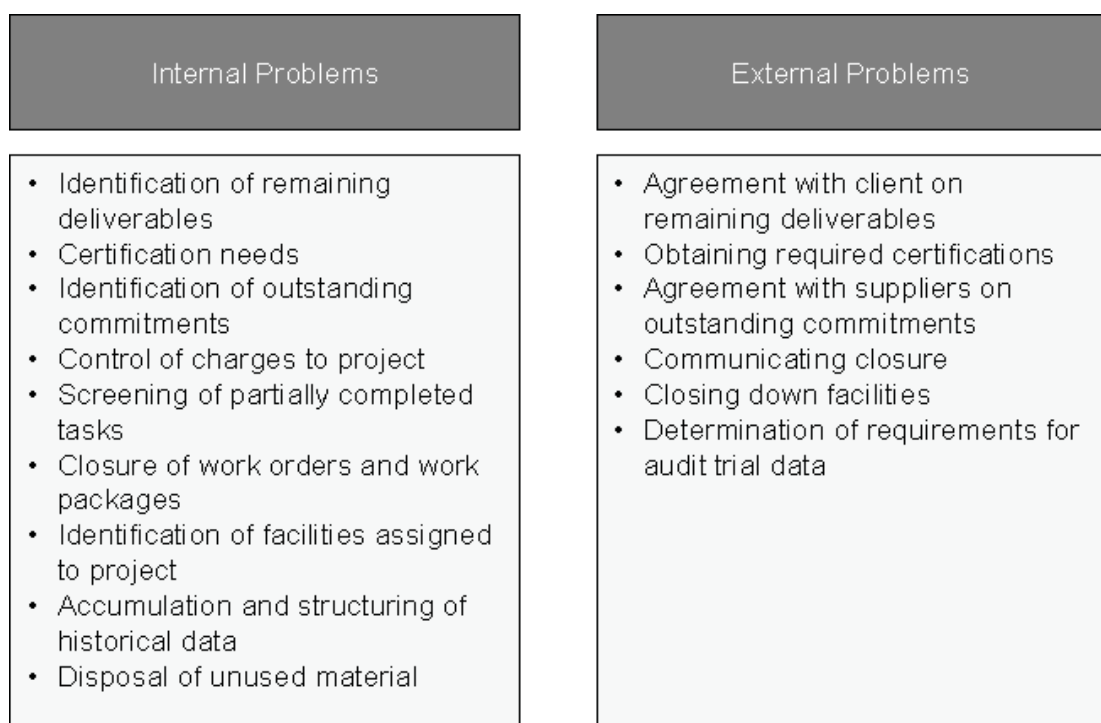 Internal Problems
• Identification of remaining
deliverables
• Certification needs
• Identification of outstanding
commitments
• Control of charges to project
• Screening of partially completed
tasks
• Closure of work orders and work
packages
• Identification of facilities assigned
to project
• Accumulation and structuring of
historical data
• Disposal of unused material
External Problems
• Agreement with client on
remaining deliverables
• Obtaining required certifications
• Agreement with suppliers on
outstanding commitments
• Communicating closure
• Closing down facilities
• Determination of requirements for
audit trial data